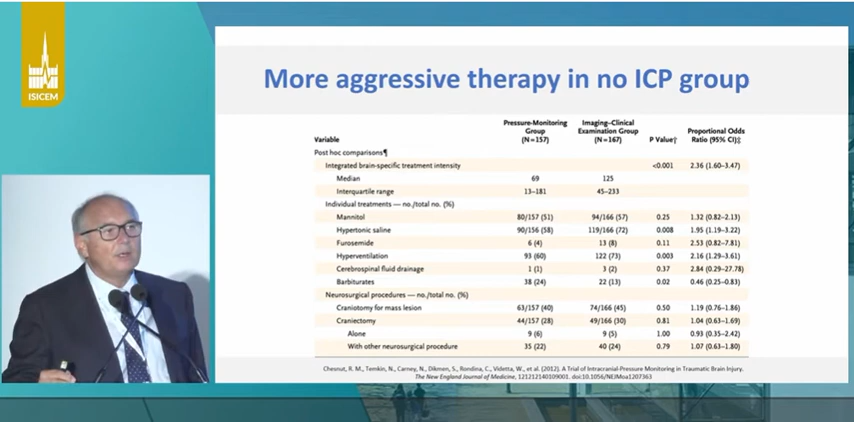 ISICEM
More aggressive therapy in no ICP group
Variable Pressure-Monitoring Group (N=157) Imaging–Clinical Examination Group (N=167) P Value† Proportional Odds Ratio (95% CI)‡
Post hoc comparisons¶
Integrated brain-specific treatment intensity <0.001 2.36 (1.60–3.47)
Median 69 125
Interquartile range 13–181 45–233
Individual treatments — no./total no. (%)
Mannitol 80/157 (51) 94/166 (57) 0.25 1.32 (0.82–2.13)
Hypertonic saline 90/156 (58) 119/166 (72) 0.008 1.95 (1.19–3.22)
Furosemide 6 (4) 13 (8) 0.11 2.53 (0.82–7.81)
Hyperventilation 93 (60) 122 (73) 0.003 2.16 (1.29–3.61)
Cerebrospinal fluid drainage 1 (1) 3 (2) 0.37 2.84 (0.29–27.78)
Barbiturates 38 (24) 22 (13) 0.02 0.46 (0.25–0.83)
Neurosurgical procedures — no./total no. (%)
Craniotomy for mass lesion 63/157 (40) 74/166 (45) 0.50 1.19 (0.76–1.86)
Craniectomy 44/157 (28) 49/166 (30) 0.81 1.04 (0.63–1.69)
Alone 9 (6) 9 (5) 1.00 0.93 (0.35–2.42)
With other neurosurgical procedure 35 (22) 40 (24) 0.79 1.07 (0.63–1.80)
Chesnut, R. M., Temkin, N., Carney, N., Dikmen, S., Rondina, C., Videtta, W., et al. (2012). A Trial of Intracranial-Pressure Monitoring in Traumatic Brain Injury.
The New England Journal of Medicine, 121212140109001. doi:10.1056/NEJMoa1207363